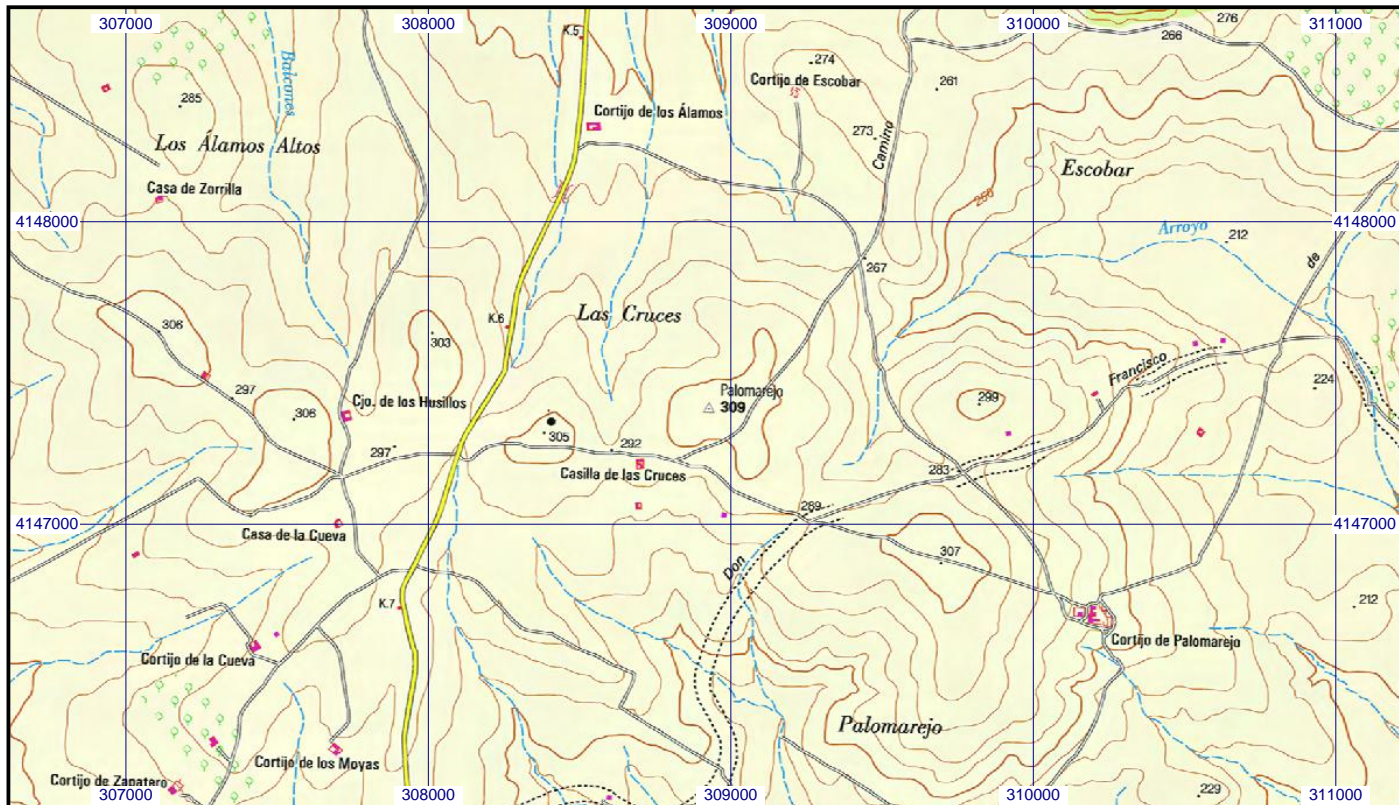 307000
308000
309000
310000
311000
K.5
276
266
Balcones
274
261
285
Cortijo de Escobar
Cortijo de los Álamos
273
Camino
Los Álamos Altos
Escobar
Casa de Zorrilla
250
4148000
4148000
Arroyo
212
de
267
306
K.6
Las Cruces
303
Francisco
224
297
306
Cjo. de los Husillos
Palomarejo
309
299
297
305
292
283
Casilla de las Cruces
4147000
4147000
289
Casa de la Cueva
307
Don
K.7
212
Cortijo de la Cueva
Cortijo de Palomarejo
Palomarejo
Cortijo de los Moyas
Cortijo de Zapatero
229
307000
308000
309000
310000
311000